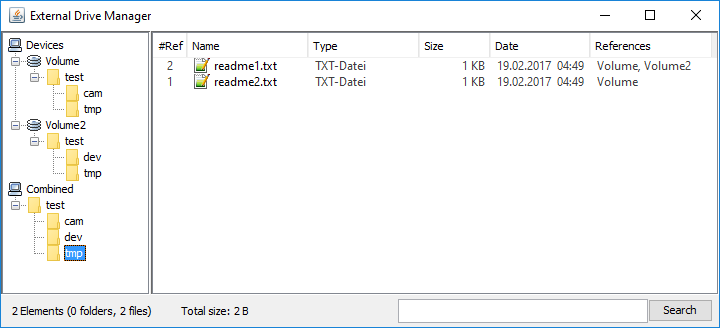 External Drive Manager
Devices
Volume
test
cam
tmp
Volume2
test
dev
tmp
Combined
test
cam
dev
tmp
#Ref Name Type Size Date References
2 readme1.txt TXT-Datei 1 KB 19.02.2017 04:49 Volume, Volume2
1 readme2.txt TXT-Datei 1 KB 19.02.2017 04:49 Volume
2 Elements (0 folders, 2 files) Total size: 2 B Search